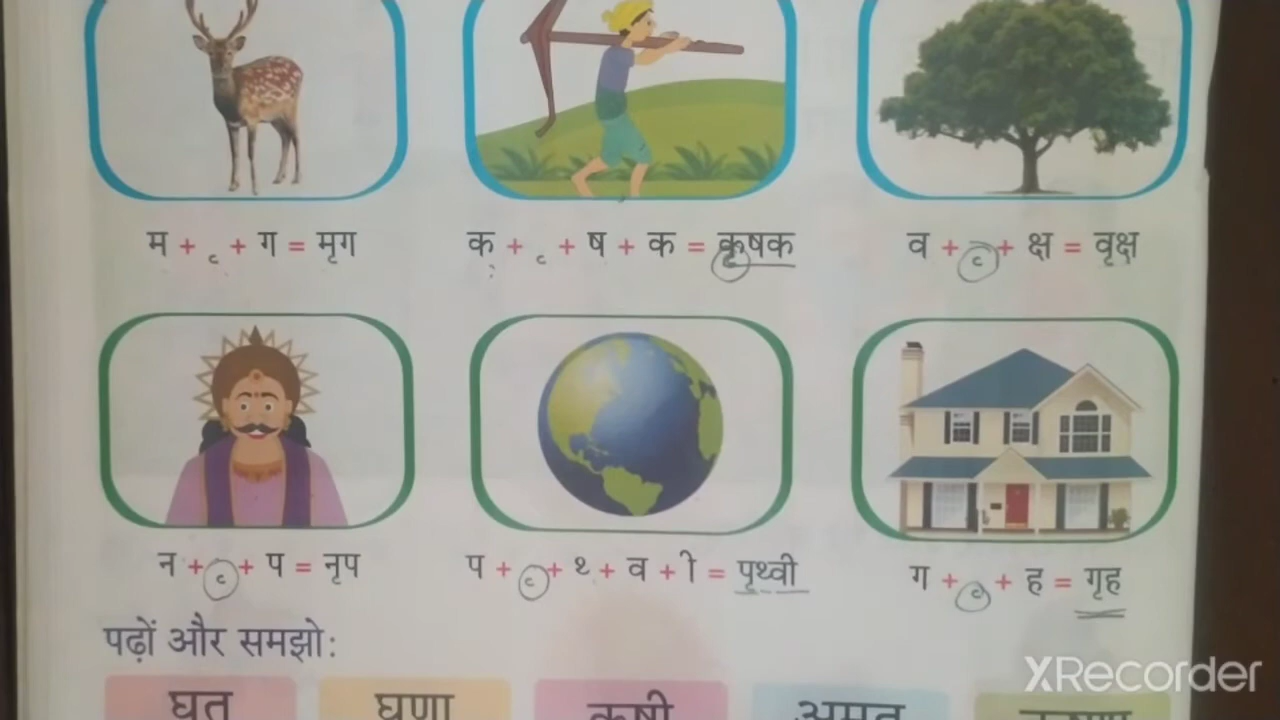 म + ृ + ग = मृग
क + ृ + ष + क = कृषक
व + ृ + क्ष = वृक्ष
न + ृ + प = नृप
प + ृ + थ् + व + ी = पृथ्वी
ग + ृ + ह = गृह
पढ़ों और समझो:
XRecorder